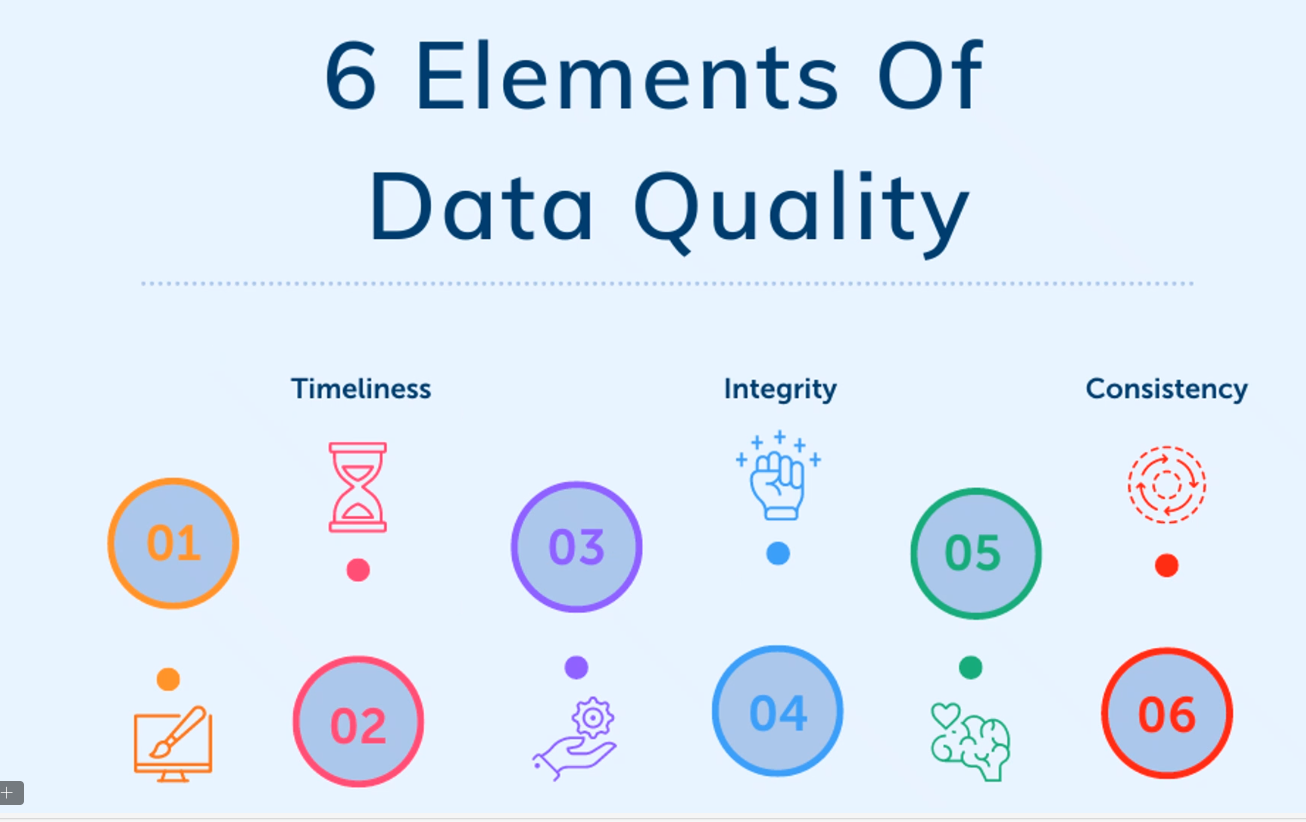 6 Elements Of
Data Quality
Timeliness
Integrity
Consistency
01
02
03
04
05
06